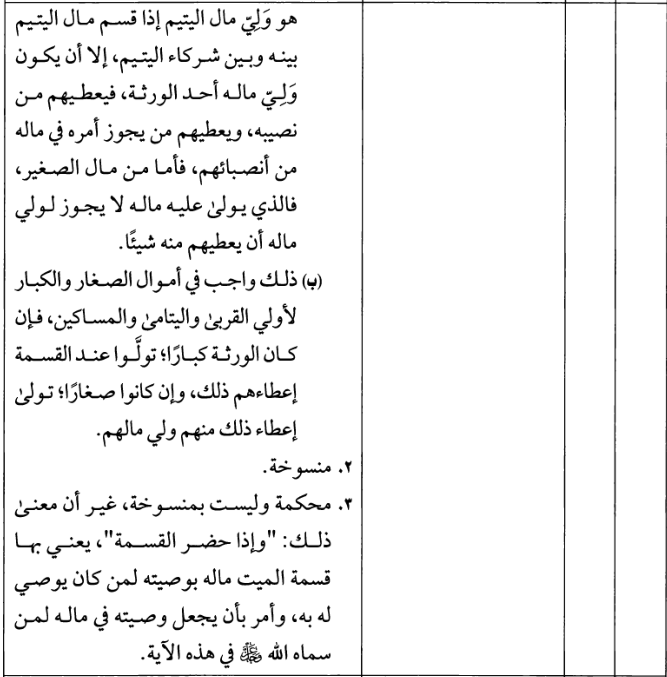 هو وَلِيّ مال اليتيم إذا قسم مال اليتيم
بينه وبين شركاء اليتيم، إلا أن يكون
وَلِيّ ماله أحد الورثة، فيعطيهم من
نصيبه، ويعطيهم من يجوز أمره في ماله
من أنصبائهم، فأما من مال الصغير،
فالذي يولىٰ عليه ماله لا يجوز لولي
ماله أن يعطيهم منه شيئًا.
(ب) ذلك واجب في أموال الصغار والكبار
لأولي القربىٰ واليتامىٰ والمساكين، فإن
كان الورثة كبارًا؛ تولَّوا عند القسمة
إعطاءهم ذلك، وإن كانوا صغارًا؛ تولىٰ
إعطاء ذلك منهم ولي مالهم.
٢. منسوخة.
٣. محكمة وليست بمنسوخة، غير أن معنىٰ
ذلك: "وإذا حضر القسمة"، يعني بها
قسمة الميت ماله بوصيته لمن كان يوصي
له به، وأمر بأن يجعل وصيته في ماله لمن
سماه الله ﷻ في هذه الآية.